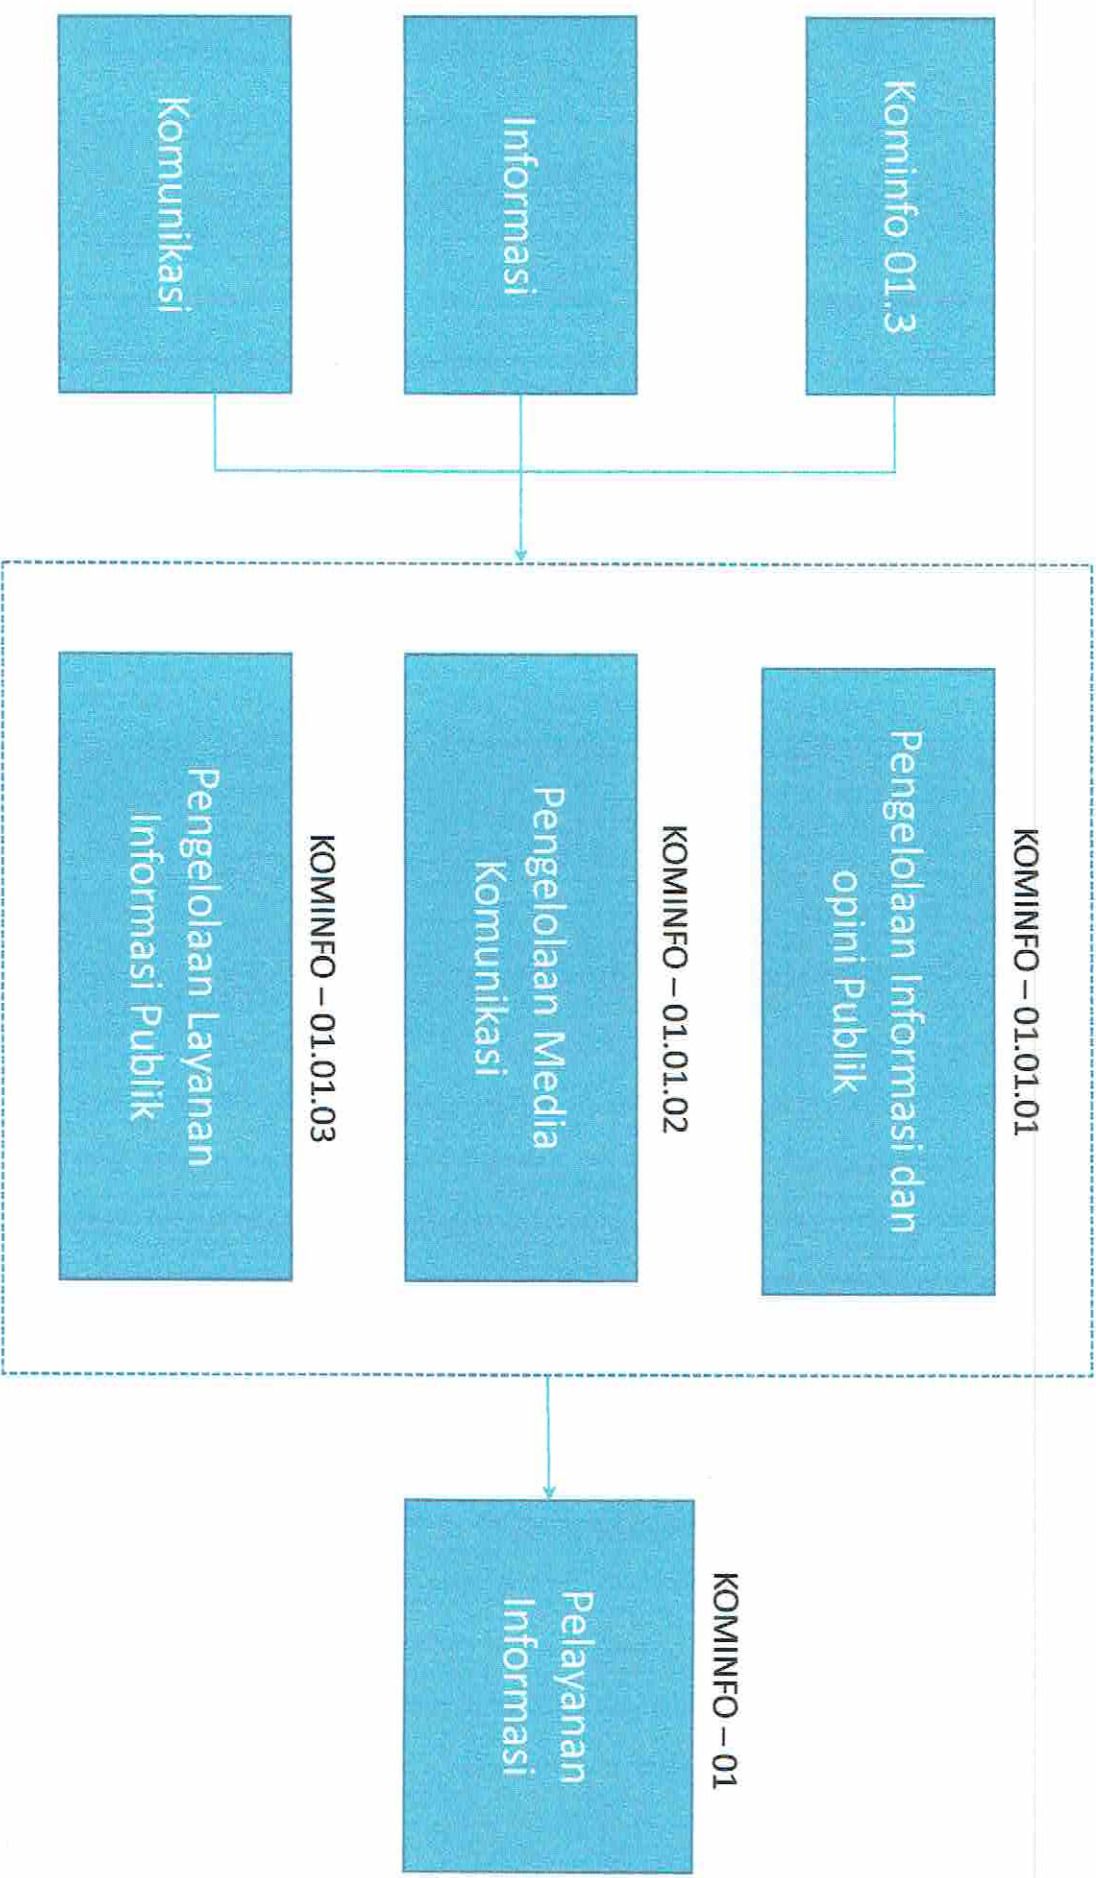 Kominfo 01.3
Informasi
Komunikasi
KOMINFO – 01.01.01
Pengelolaan Informasi dan
opini Publik
KOMINFO – 01.01.02
Pengelolaan Media
Komunikasi
KOMINFO – 01.01.03
Pengelolaan Layanan
Informasi Publik
KOMINFO – 01
Pelayanan
Informasi